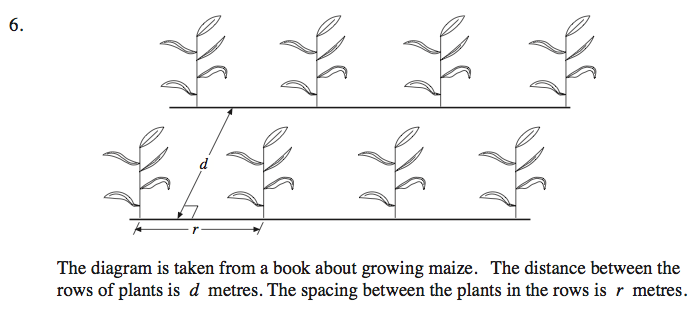 6.
d
r
The diagram is taken from a book about growing maize. The distance between the
rows of plants is d metres. The spacing between the plants in the rows is r metres.